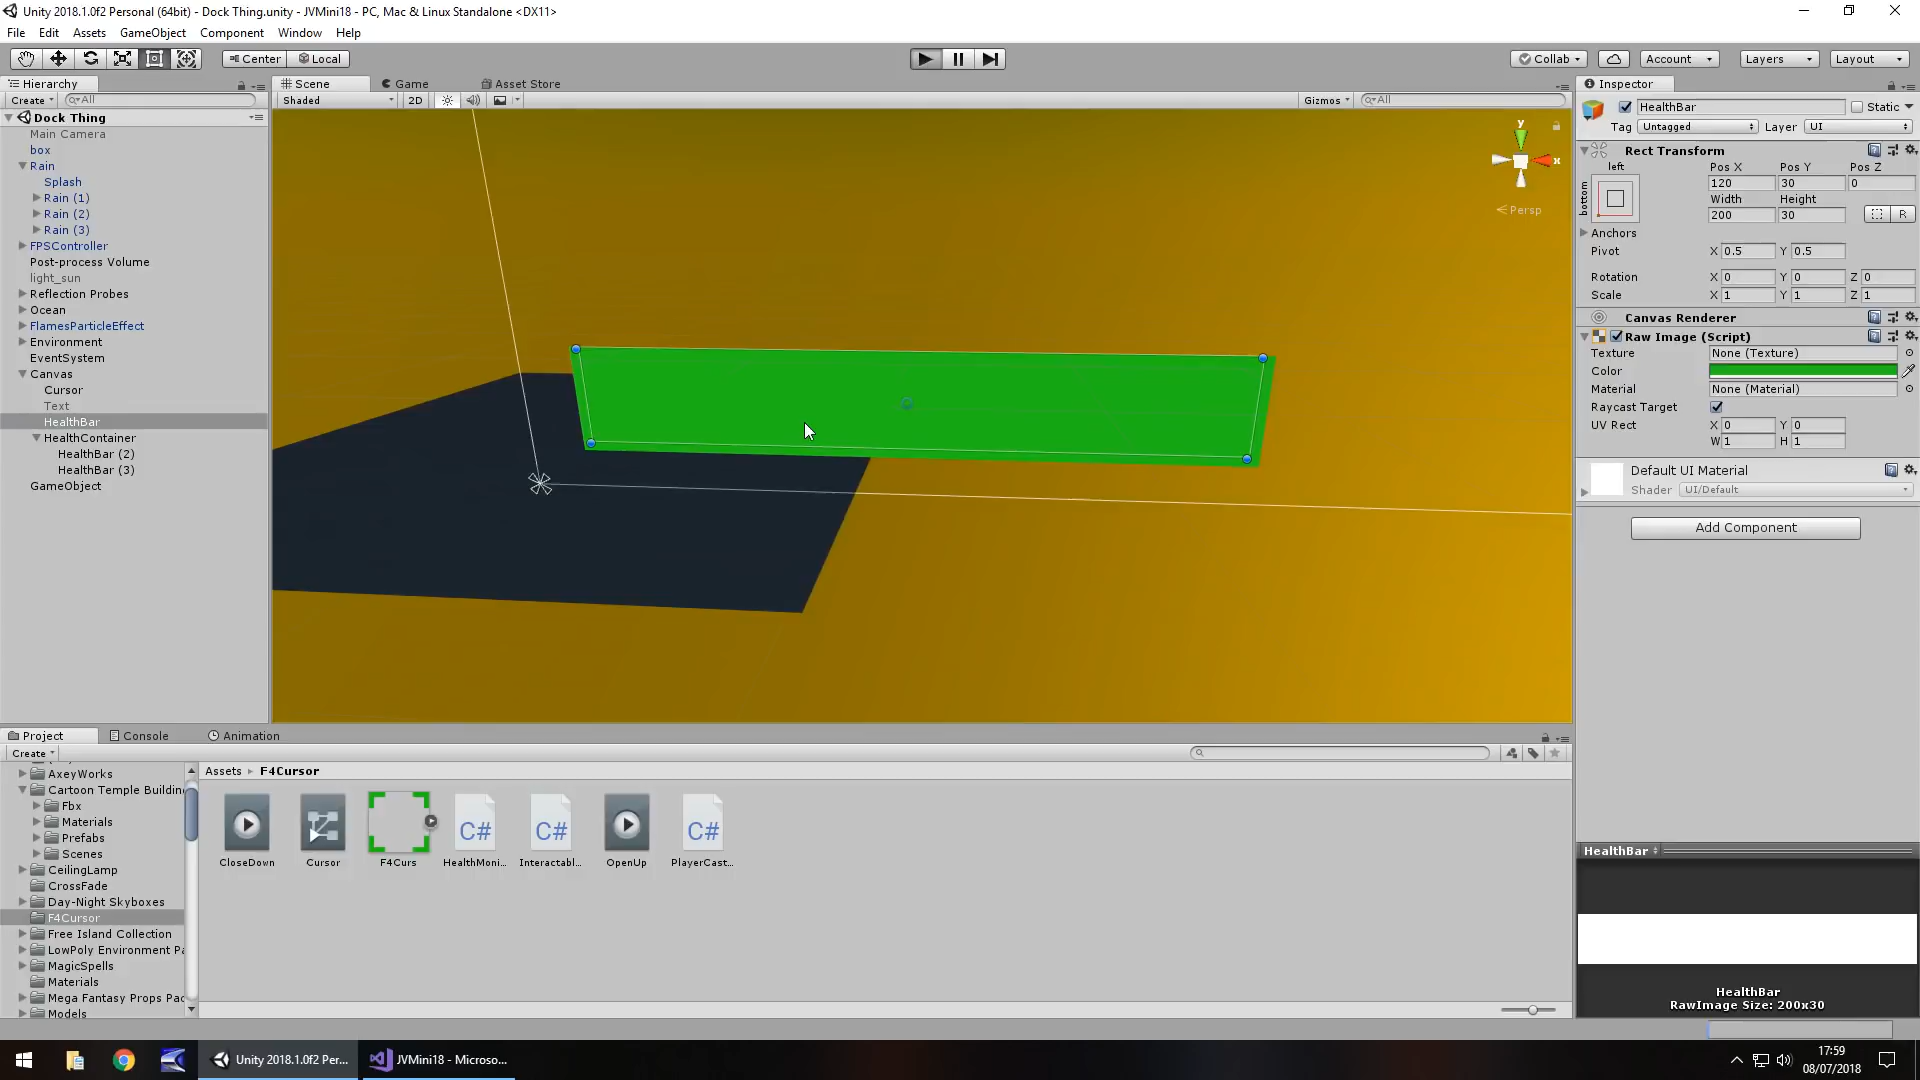 Unity 2018.1.0f2 Personal (64bit) - Dock Thing.unity - JVMini18 - PC, Mac & Linux Standalone <DX11>
File Edit Assets GameObject Component Window Help
Center Local Collab Account Layers Layout
Hierarchy
Create All
Dock Thing
Main Camera
box
Rain
Splash
Rain (1)
Rain (2)
Rain (3)
FPSController
Post-process Volume
light_sun
Reflection Probes
Ocean
FlamesParticleEffect
Environment
EventSystem
Canvas
Cursor
Text
HealthBar
HealthContainer
HealthBar (2)
HealthBar (3)
GameObject
Scene Game Asset Store
Shaded 2D Gizmos All
y
x
Persp
Inspector
HealthBar Static
Tag Untagged Layer UI
Rect Transform
left Pos X Pos Y Pos Z
bottom 120 30 0
Width Height
200 30 R
Anchors
Pivot X 0.5 Y 0.5
Rotation X 0 Y 0 Z 0
Scale X 1 Y 1 Z 1
Canvas Renderer
Raw Image (Script)
Texture None (Texture)
Color
Material None (Material)
Raycast Target
UV Rect X 0 Y 0
W 1 H 1
Default UI Material
Shader UI/Default
Add Component
HealthBar
HealthBar
RawImage Size: 200x30
Project Console Animation
Create
AxeyWorks
Cartoon Temple Buildin
Fbx
Materials
Prefabs
Scenes
CeilingLamp
CrossFade
Day-Night Skyboxes
F4Cursor
Free Island Collection
LowPoly Environment Pa
MagicSpells
Materials
Mega Fantasy Props Pac
Models
Assets F4Cursor
C# C# C#
CloseDown Cursor F4Curs HealthMoni... Interactabl... OpenUp PlayerCast...
Unity 2018.1.0f2 Per... JVMini18 - Microso...
17:59
08/07/2018